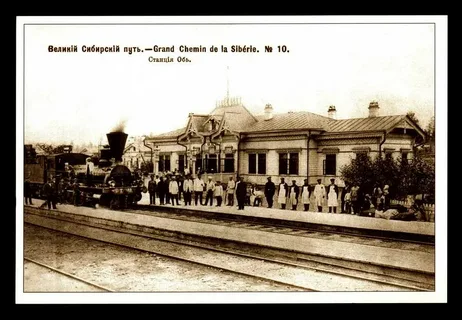 Великій Сибирскій путь.—Grand Chemin de la Sibérie. № 10.
Станція Обь.